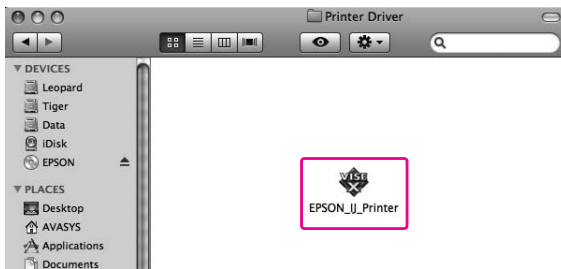 Printer Driver
DEVICES
Leopard
Tiger
Data
iDisk
EPSON
PLACES
Desktop
AVASYS
Applications
Documents
VISE
X
EPSON_IJ_Printer